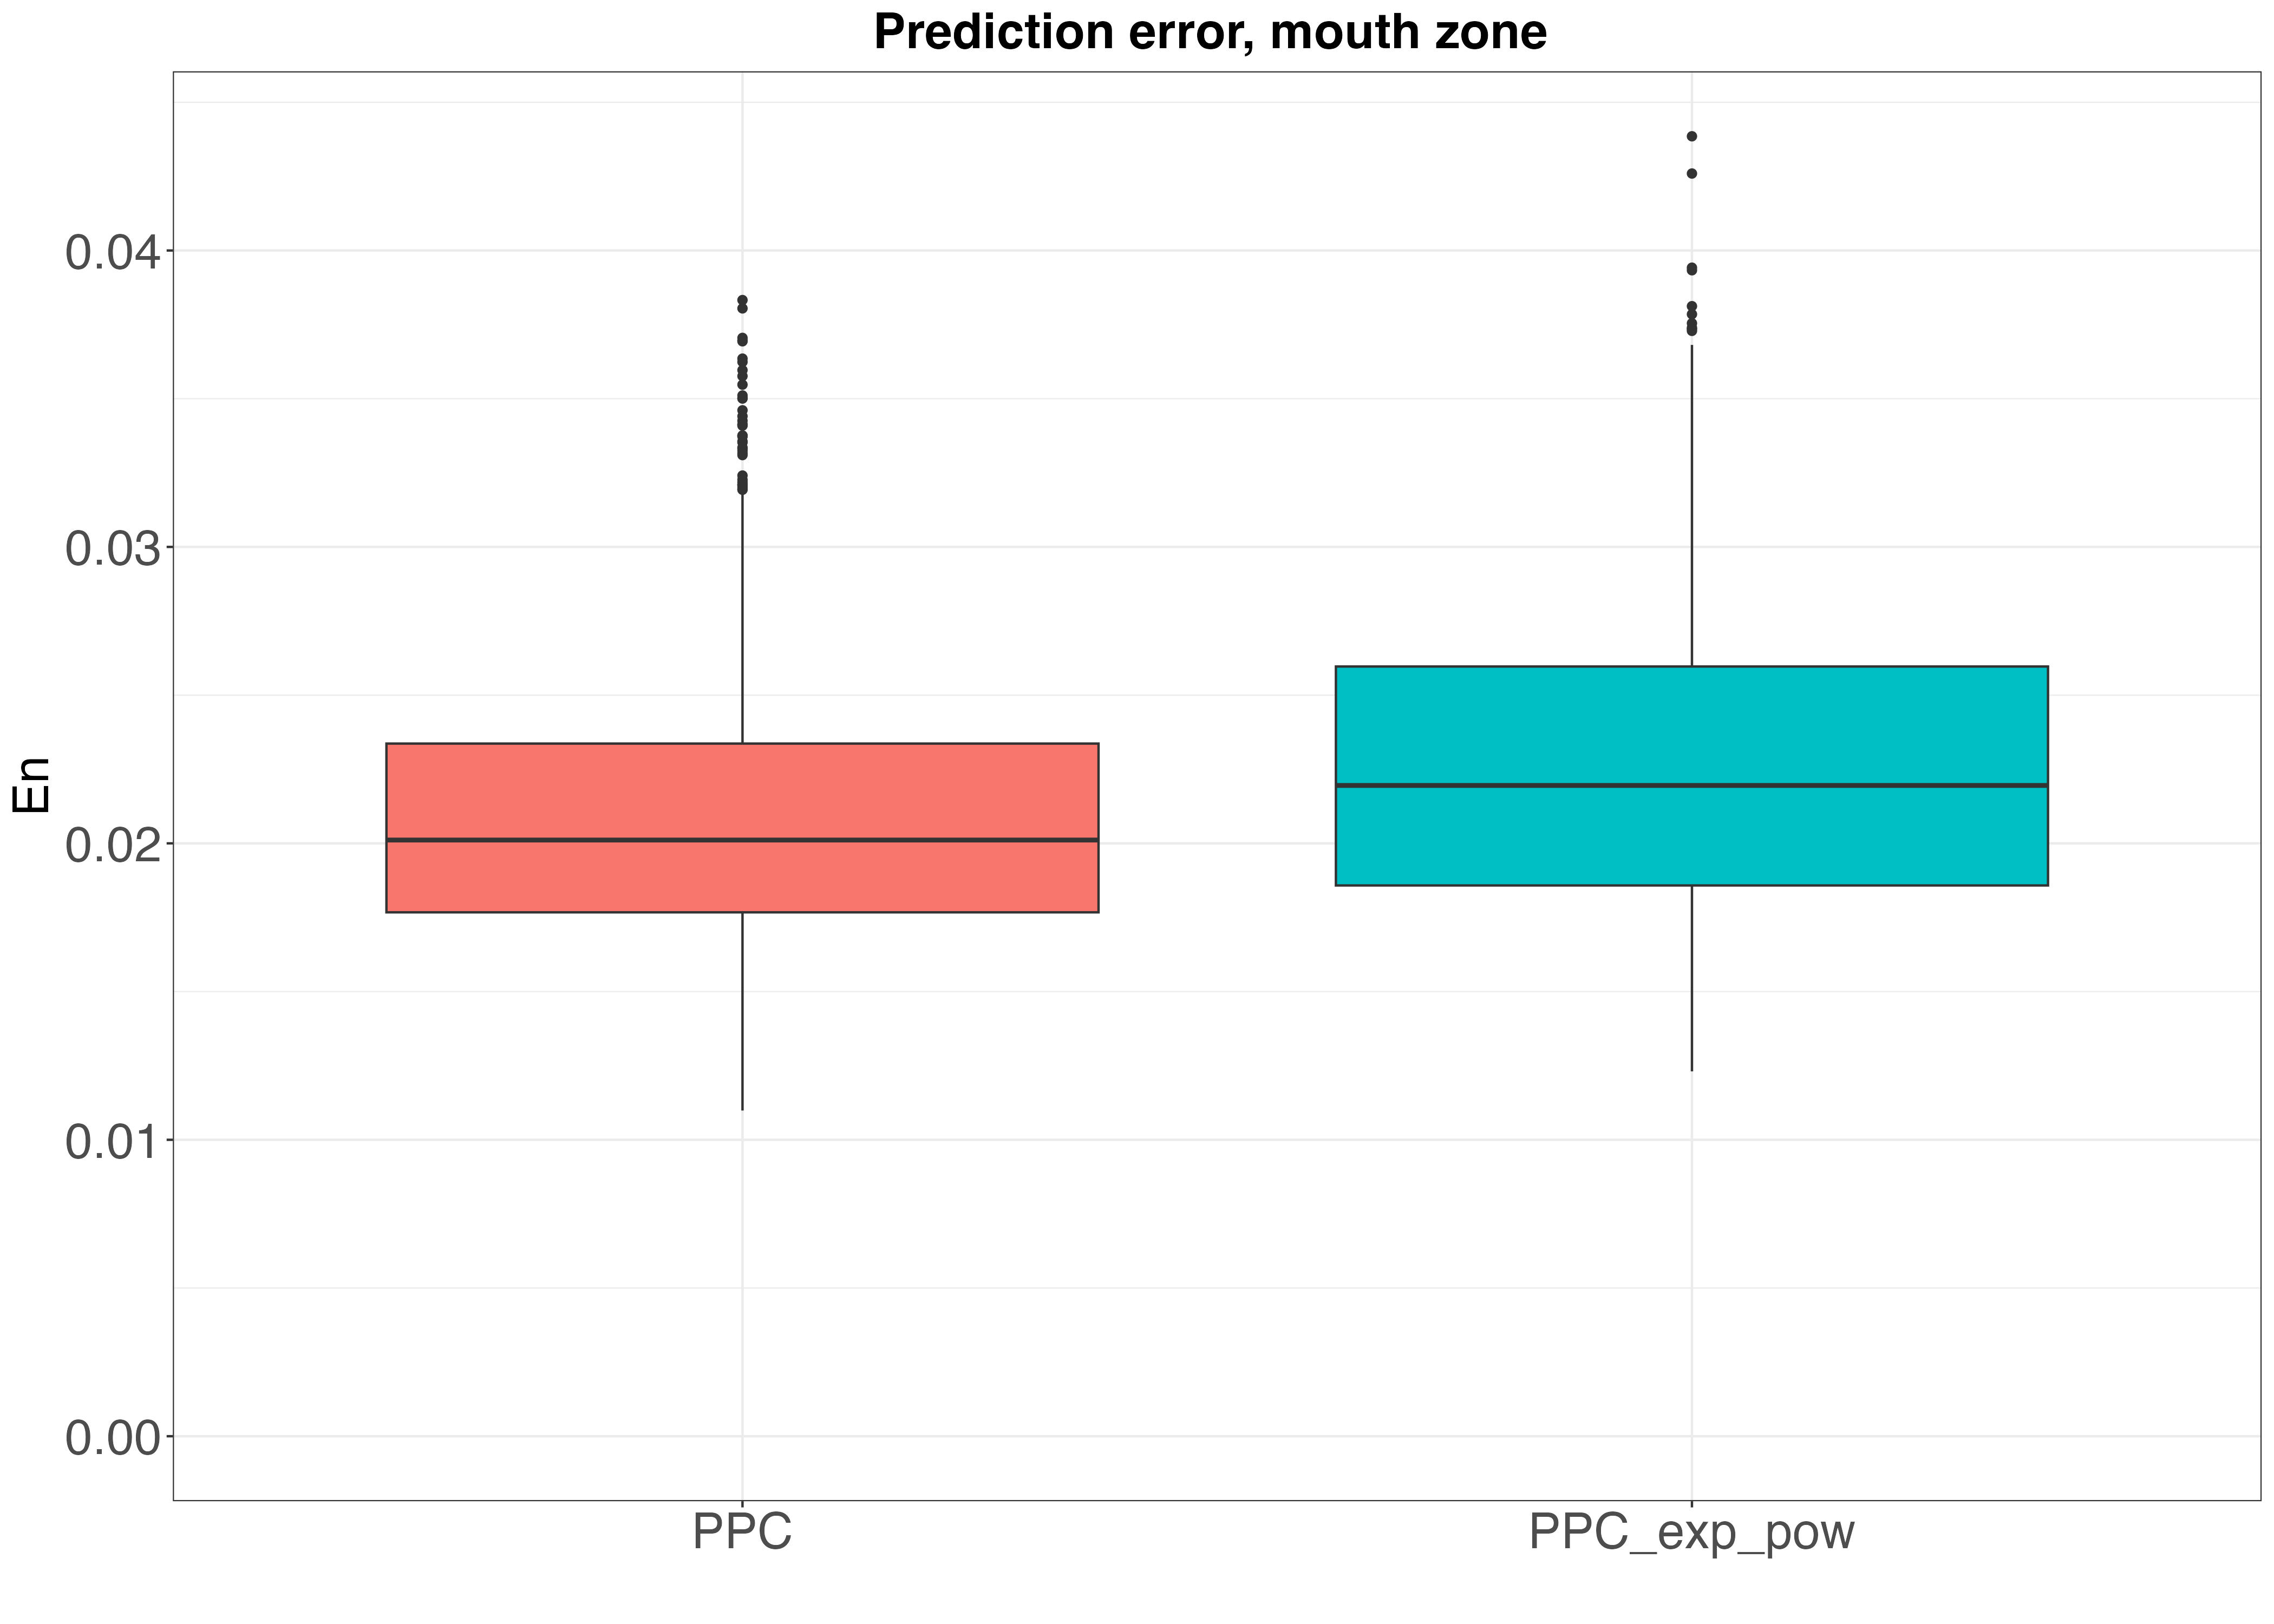 Prediction error, mouth zone
En
0.04
0.03
0.02
0.01
0.00
PPC
PPC_exp_pow